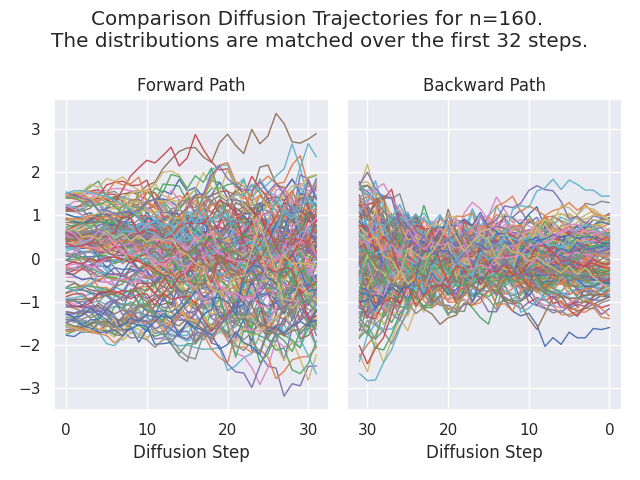 Comparison Diffusion Trajectories for n=160.
The distributions are matched over the first 32 steps.
Forward Path
Backward Path
3
2
1
0
−1
−2
−3
0 10 20 30
30 20 10 0
Diffusion Step
Diffusion Step